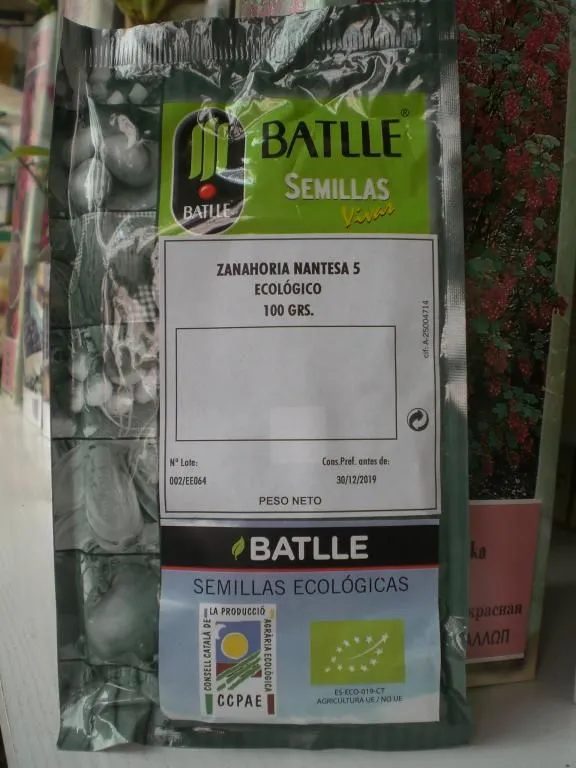 BATLLE®
BATLLE
SEMILLAS
Vivas
ZANAHORIA NANTESA 5
ECOLÓGICO
100 GRS.
cif: A-25004714
Nº Lote:
Cons.Pref. antes de:
002/EE064
30/12/2019
PESO NETO
BATLLE
SEMILLAS ECOLÓGICAS
CONSELL CATALÀ DE
LA PRODUCCIÓ
AGRÀRIA ECOLÒGICA
CCPAE
ES-ECO-019-CT
AGRICULTURA UE / NO UE
красная